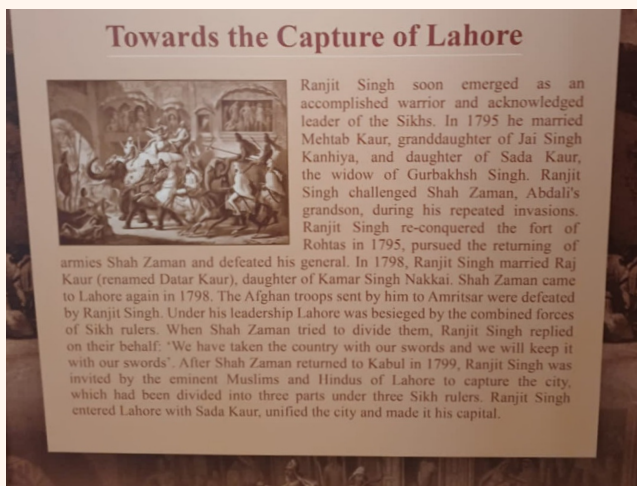 Towards the Capture of Lahore
Ranjit Singh soon emerged as an
accomplished warrior and acknowledged
leader of the Sikhs. In 1795 he married
Mehtab Kaur, granddaughter of Jai Singh
Kanhiya, and daughter of Sada Kaur,
the widow of Gurbakhsh Singh. Ranjit
Singh challenged Shah Zaman, Abdali's
grandson, during his repeated invasions.
Ranjit Singh re-conquered the fort of
Rohtas in 1795, pursued the returning of
armies Shah Zaman and defeated his general. In 1798, Ranjit Singh married Raj
Kaur (renamed Datar Kaur), daughter of Kamar Singh Nakkai. Shah Zaman came
to Lahore again in 1798. The Afghan troops sent by him to Amritsar were defeated
by Ranjit Singh. Under his leadership Lahore was besieged by the combined forces
of Sikh rulers. When Shah Zaman tried to divide them, Ranjit Singh replied
on their behalf: 'We have taken the country with our swords and we will keep it
with our swords'. After Shah Zaman returned to Kabul in 1799, Ranjit Singh was
invited by the eminent Muslims and Hindus of Lahore to capture the city,
which had been divided into three parts under three Sikh rulers. Ranjit Singh
entered Lahore with Sada Kaur, unified the city and made it his capital.